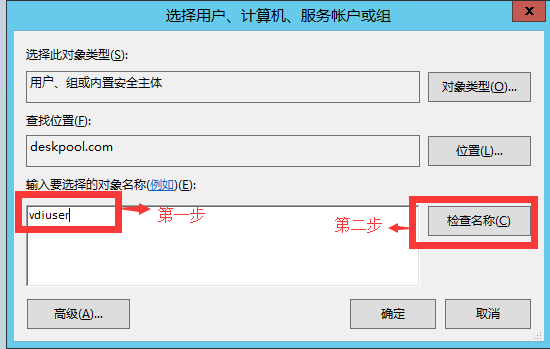 选择用户、计算机、服务帐户或组
x
选择此对象类型(S):
用户、组或内置安全主体
对象类型(O)...
查找位置(F):
deskpool.com
位置(L)...
输入要选择的对象名称(例如)(E):
vdiuser
第一步
第二步
检查名称(C)
高级(A)...
确定
取消